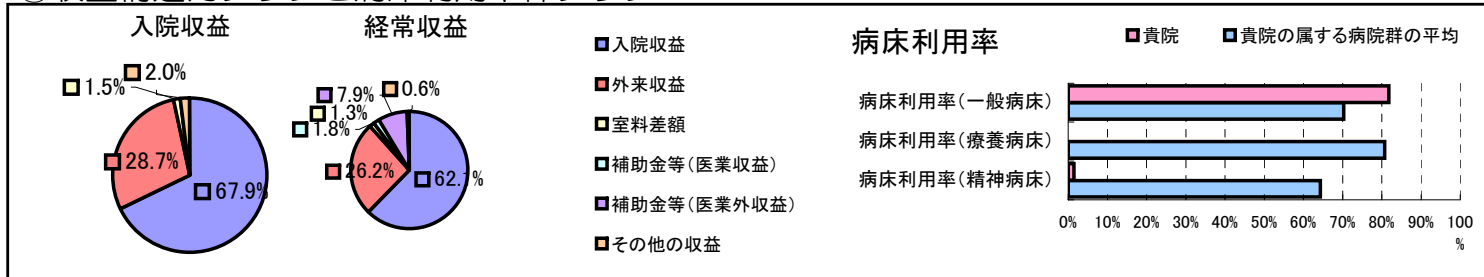 入院収益
2.0%
1.5%
28.7%
67.9%
経常収益
7.9%
0.6%
1.3%
1.8%
26.2%
入院収益
外来収益
室料差額
補助金等(医業収益)
補助金等(医業外収益)
その他の収益
病床利用率
貴院
貴院の属する病院群の平均
病床利用率(一般病床)
病床利用率(療養病床)
病床利用率(精神病床)
0% 10% 20% 30% 40% 50% 60% 70% 80% 90% 100
%